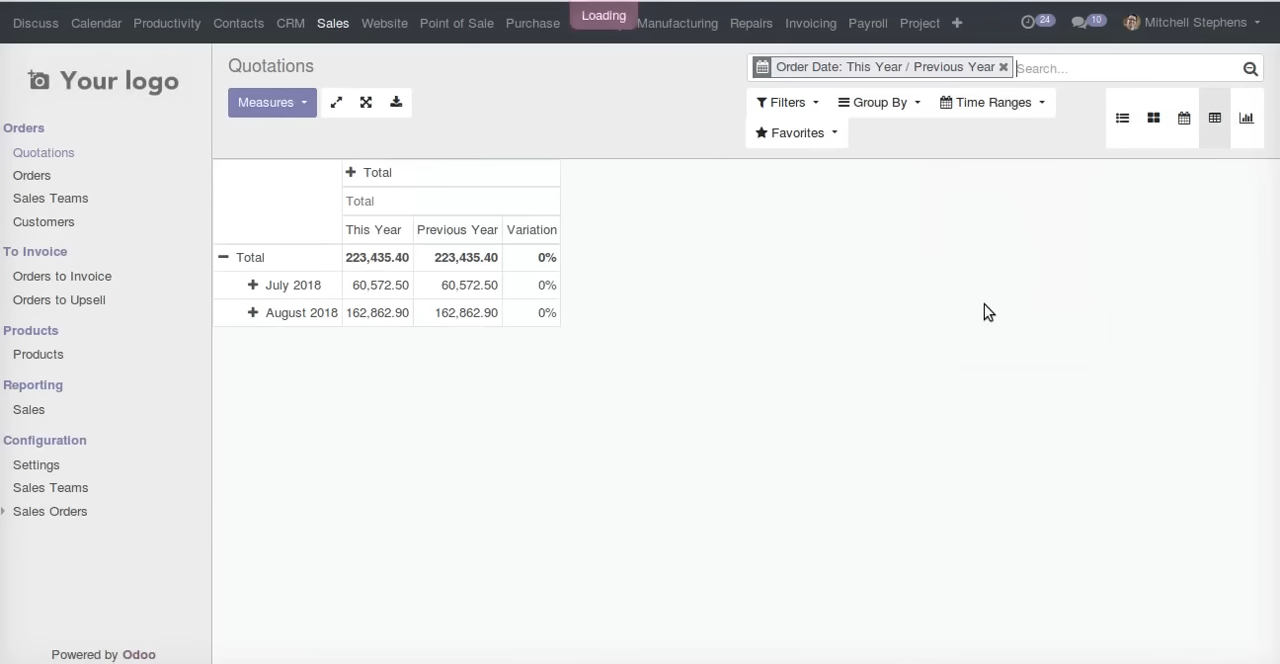 Discuss Calendar Productivity Contacts CRM Sales Website Point of Sale Purchase Loading Manufacturing Repairs Invoicing Payroll Project 24 10 Mitchell Stephens
Your logo
Quotations
Order Date: This Year / Previous Year Search...
Measures
Filters Group By Time Ranges
Favorites
Orders
Quotations
Orders
Sales Teams
Customers
To Invoice
Orders to Invoice
Orders to Upsell
Products
Products
Reporting
Sales
Configuration
Settings
Sales Teams
Sales Orders
Total
Total
This Year Previous Year Variation
Total 223,435.40 223,435.40 0%
July 2018 60,572.50 60,572.50 0%
August 2018 162,862.90 162,862.90 0%
Powered by Odoo